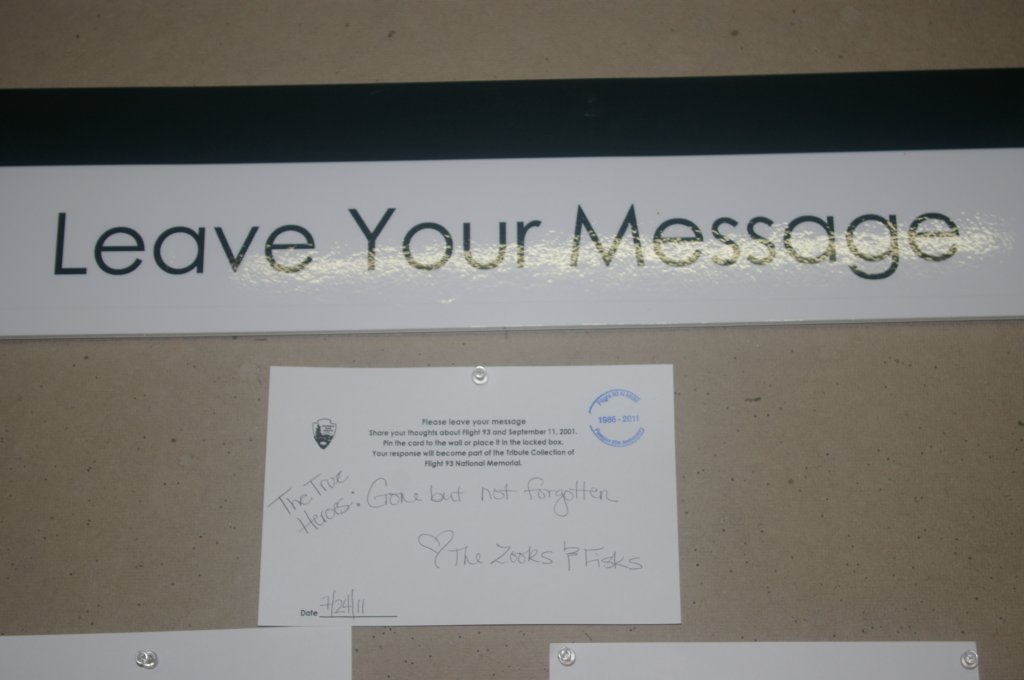 Leave Your Message
Please leave your message
Share your thoughts about Flight 93 and September 11, 2001.
Pin the card to the wall or place it in the locked box.
Your response will become part of the Tribute Collection of
Flight 93 National Memorial.
1986 - 2011
The True
Heroes: Gone but not forgotten
The Zooks & Fisks
Date 7/24/11